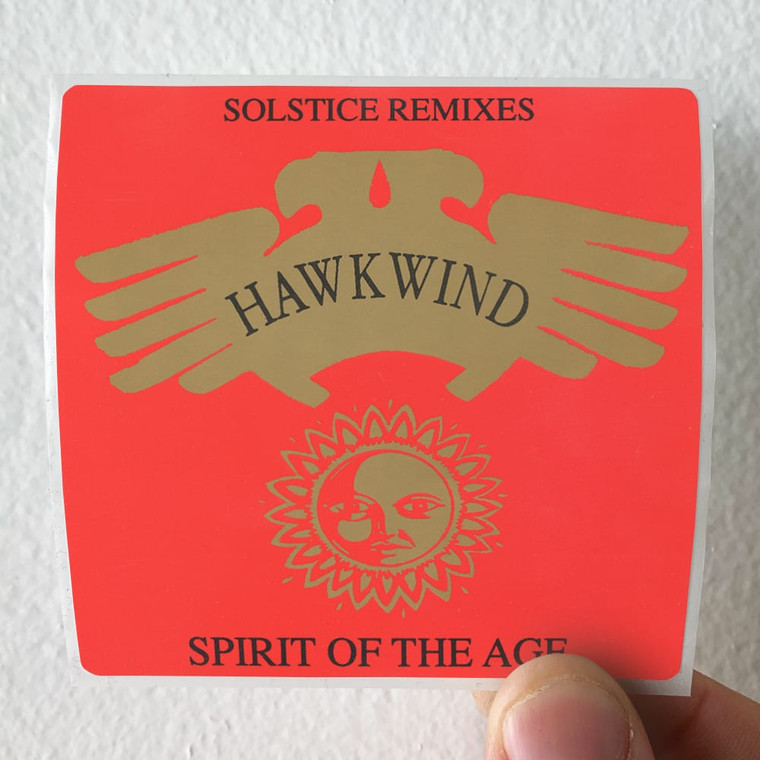 SOLSTICE REMIXES
HAWKWIND
SPIRIT OF THE AGE